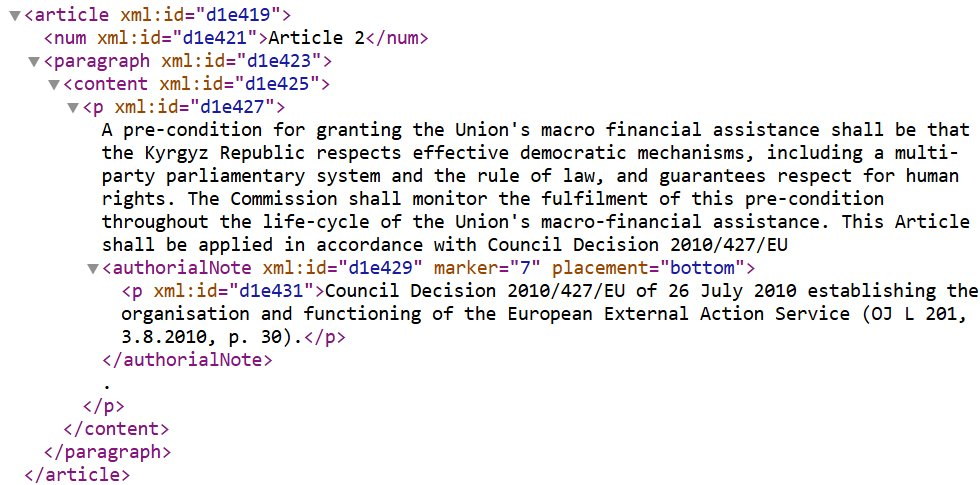 ▼<article xml:id="d1e419">
<num xml:id="d1e421">Article 2</num>
▼<paragraph xml:id="d1e423">
▼<content xml:id="d1e425">
▼<p xml:id="d1e427">
A pre-condition for granting the Union's macro financial assistance shall be that
the Kyrgyz Republic respects effective democratic mechanisms, including a multi-
party parliamentary system and the rule of law, and guarantees respect for human
rights. The Commission shall monitor the fulfilment of this pre-condition
throughout the life-cycle of the Union's macro-financial assistance. This Article
shall be applied in accordance with Council Decision 2010/427/EU
▼<authorialNote xml:id="d1e429" marker="7" placement="bottom">
<p xml:id="d1e431">Council Decision 2010/427/EU of 26 July 2010 establishing the
organisation and functioning of the European External Action Service (OJ L 201,
3.8.2010, p. 30).</p>
</authorialNote>
.
</p>
</content>
</paragraph>
</article>